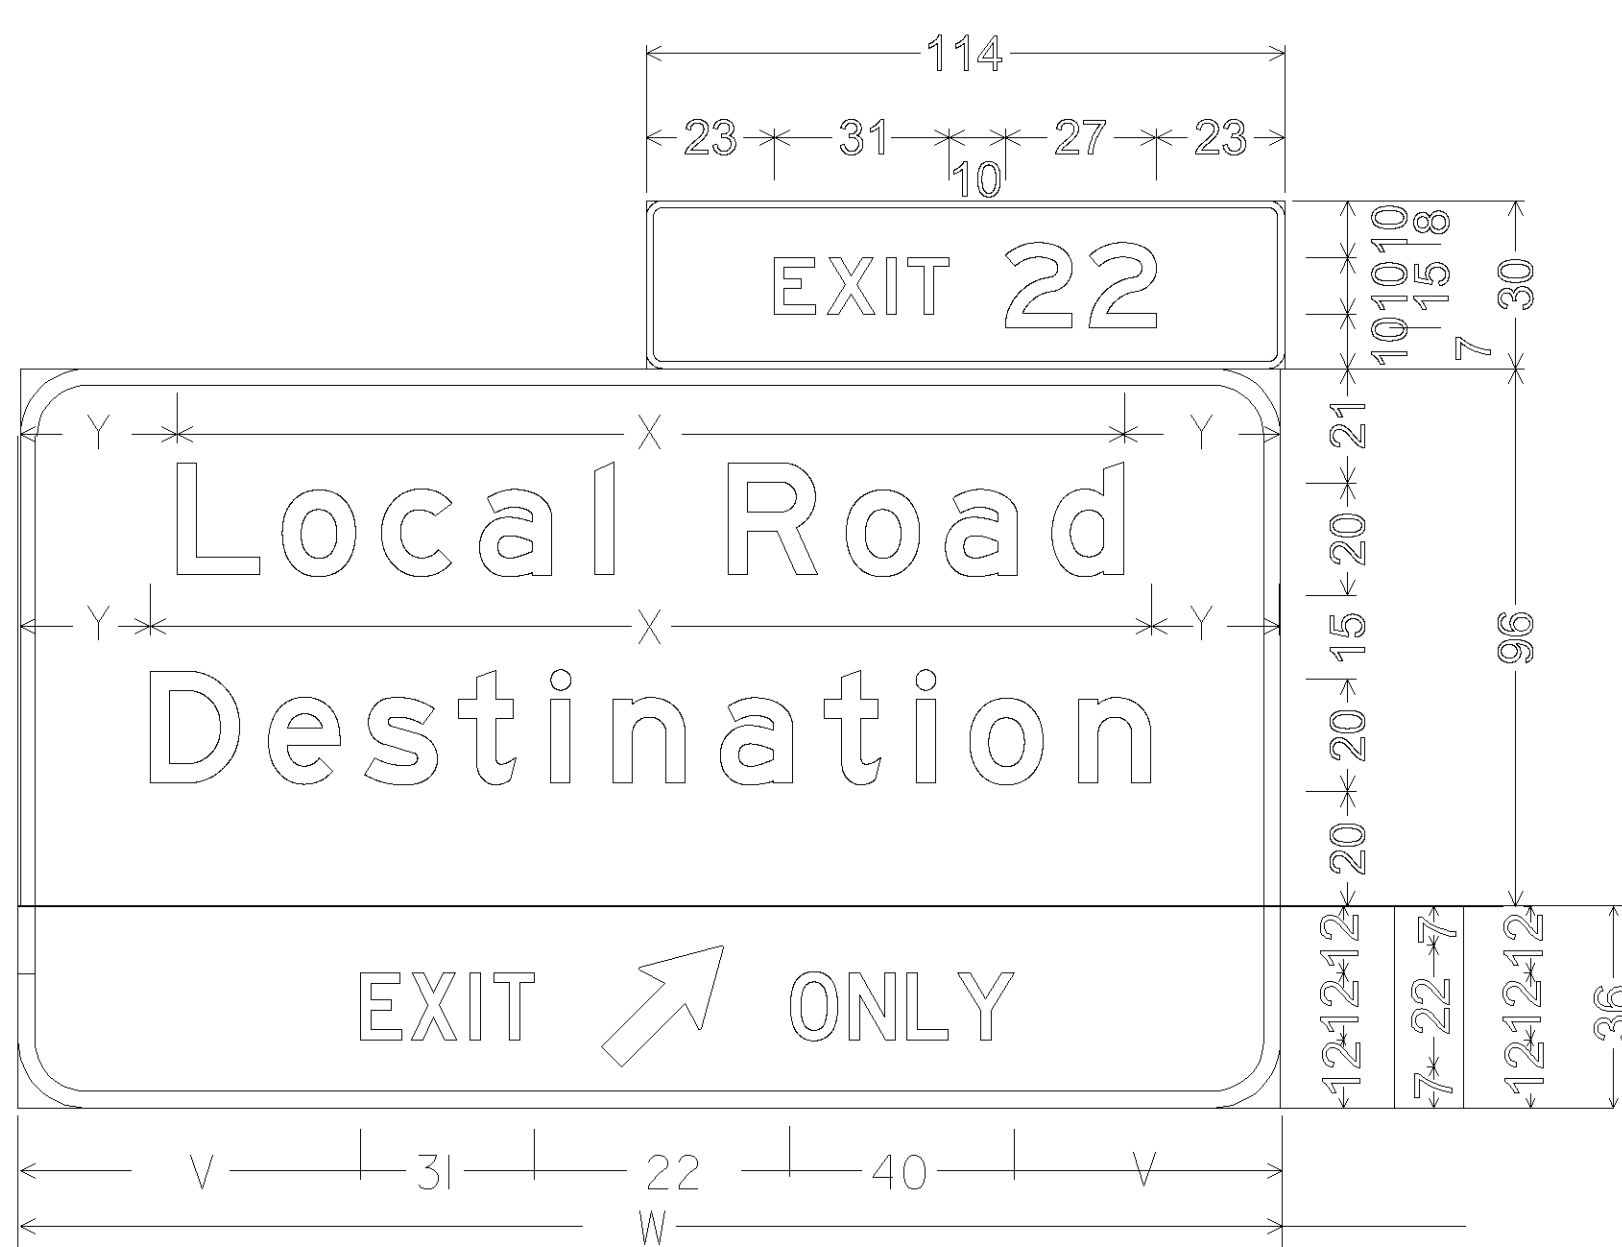 114
23 31 10 27 23
EXIT 22
10 10 10
8 15 7
30
Y X Y
Local Road
Y X Y
Destination
21 20 15 20 20
96
EXIT ONLY
12 12 12
7 22 7
12 12 12
36
V 31 22 40 V
W